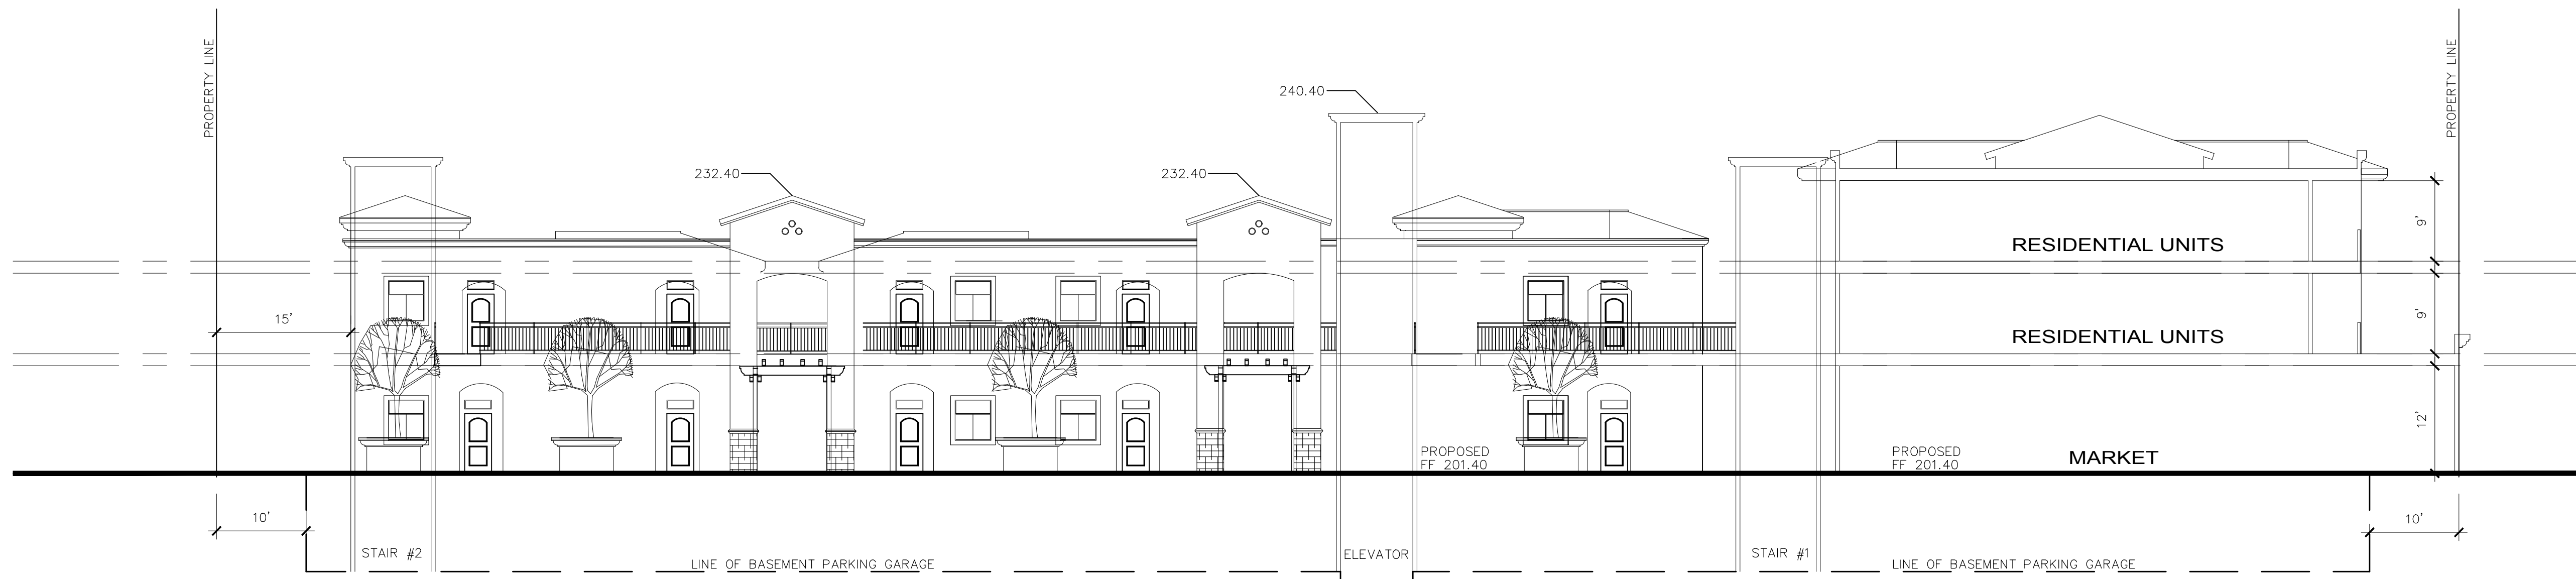 PROPERTY LINE
PROPERTY LINE
240.40
232.40
232.40
9'
RESIDENTIAL UNITS
15'
9'
RESIDENTIAL UNITS
12'
PROPOSED
FF 201.40
PROPOSED
FF 201.40
MARKET
10'
10'
STAIR #2
ELEVATOR
STAIR #1
LINE OF BASEMENT PARKING GARAGE
LINE OF BASEMENT PARKING GARAGE